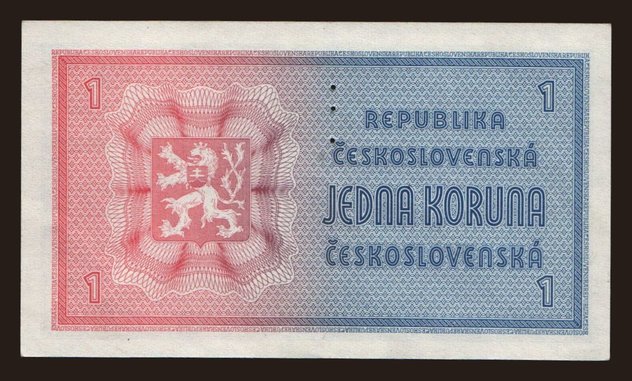 1 1
REPUBLIKA
ČESKOSLOVENSKÁ
JEDNA KORUNA
ČESKOSLOVENSKÁ
1 1